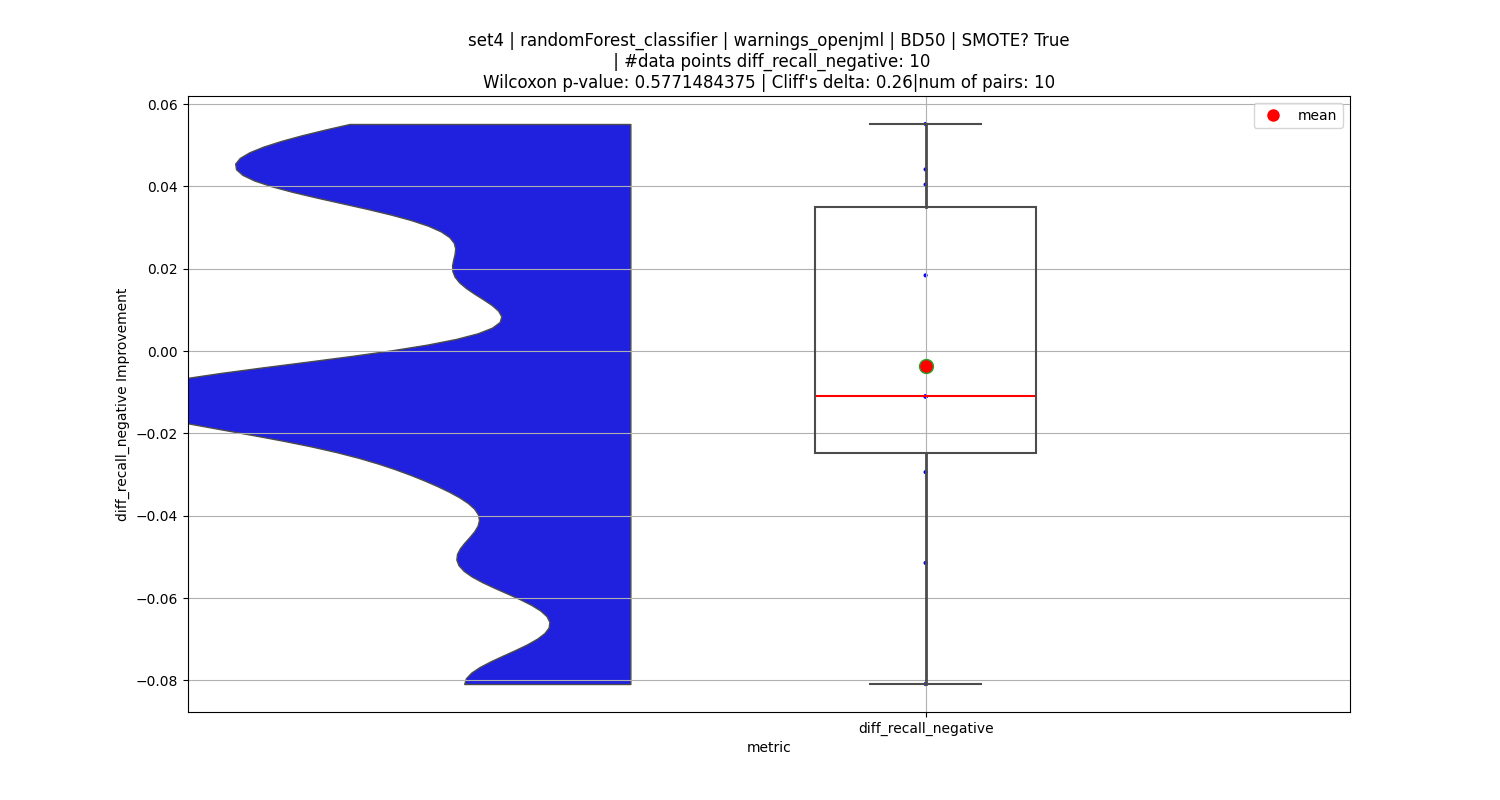 set4 | randomForest_classifier | warnings_openjml | BD50 | SMOTE? True
| #data points diff_recall_negative: 10
Wilcoxon p-value: 0.5771484375 | Cliff's delta: 0.26|num of pairs: 10
mean
0.06
0.04
0.02
0.00
−0.02
−0.04
−0.06
−0.08
diff_recall_negative Improvement
diff_recall_negative
metric